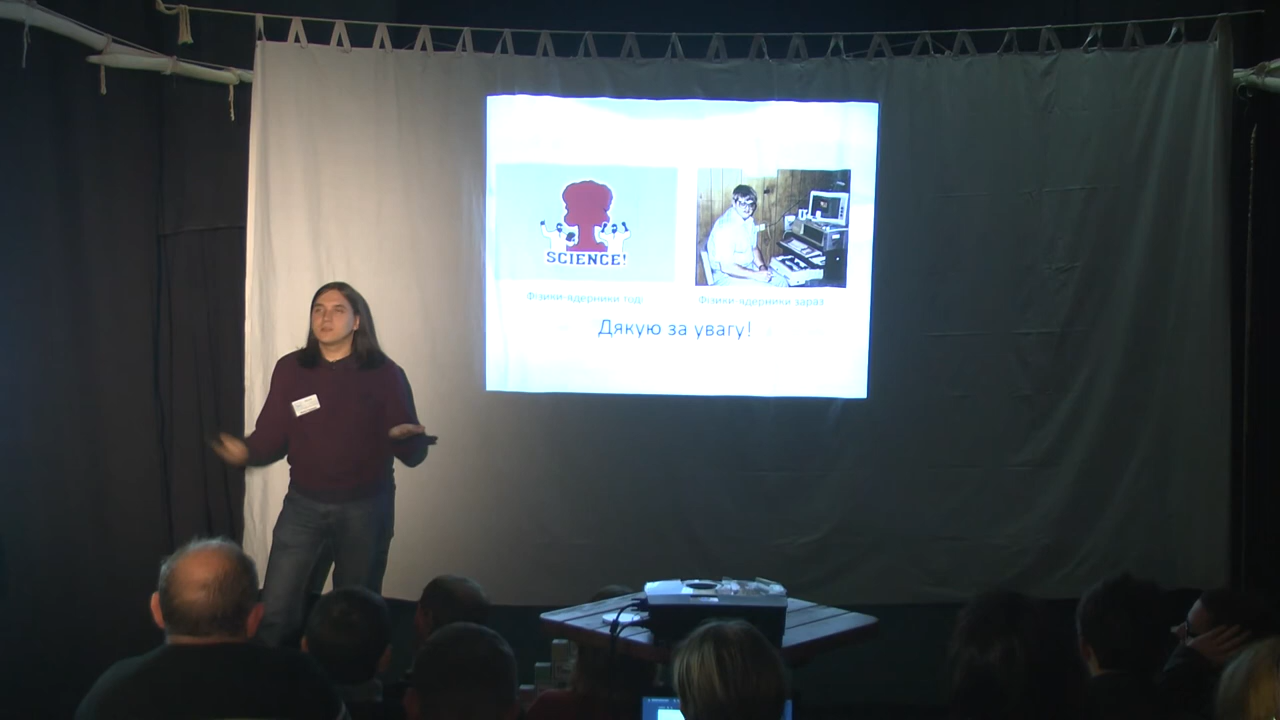 SCIENCE!
Фізики-ядерники тоді
Фізики-ядерники зараз
Дякую за увагу!